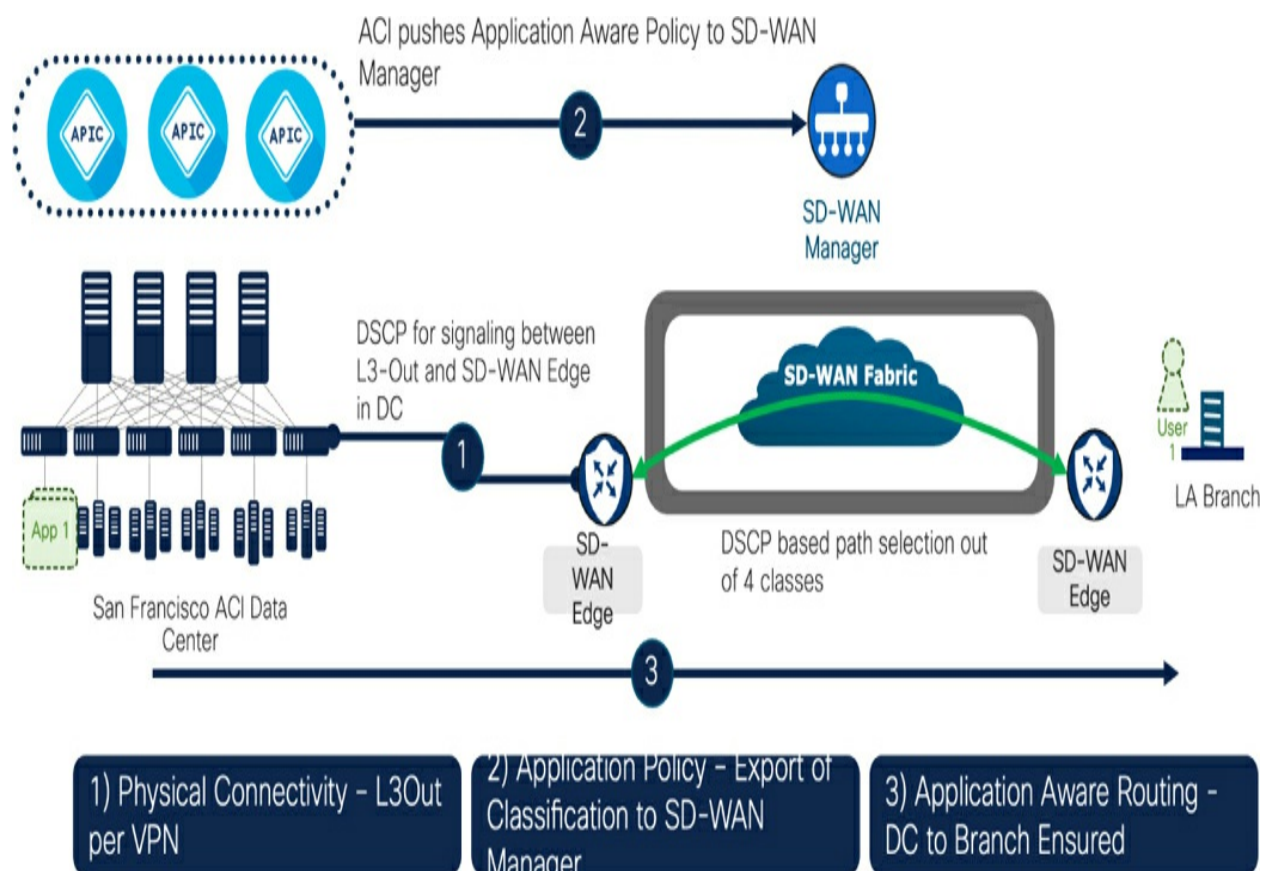 ACI pushes Application Aware Policy to SD-WAN
Manager
APIC
APIC
APIC
2
SD-WAN
Manager
DSCP for signaling between
L3-Out and SD-WAN Edge
in DC
SD-WAN Fabric
1
User
1
LA Branch
App 1
SD-
WAN
Edge
DSCP based path selection out
of 4 classes
SD-WAN
Edge
San Francisco ACI Data
Center
3
1) Physical Connectivity – L3Out
per VPN
2) Application Policy – Export of
Classification to SD-WAN
Manager
3) Application Aware Routing –
DC to Branch Ensured